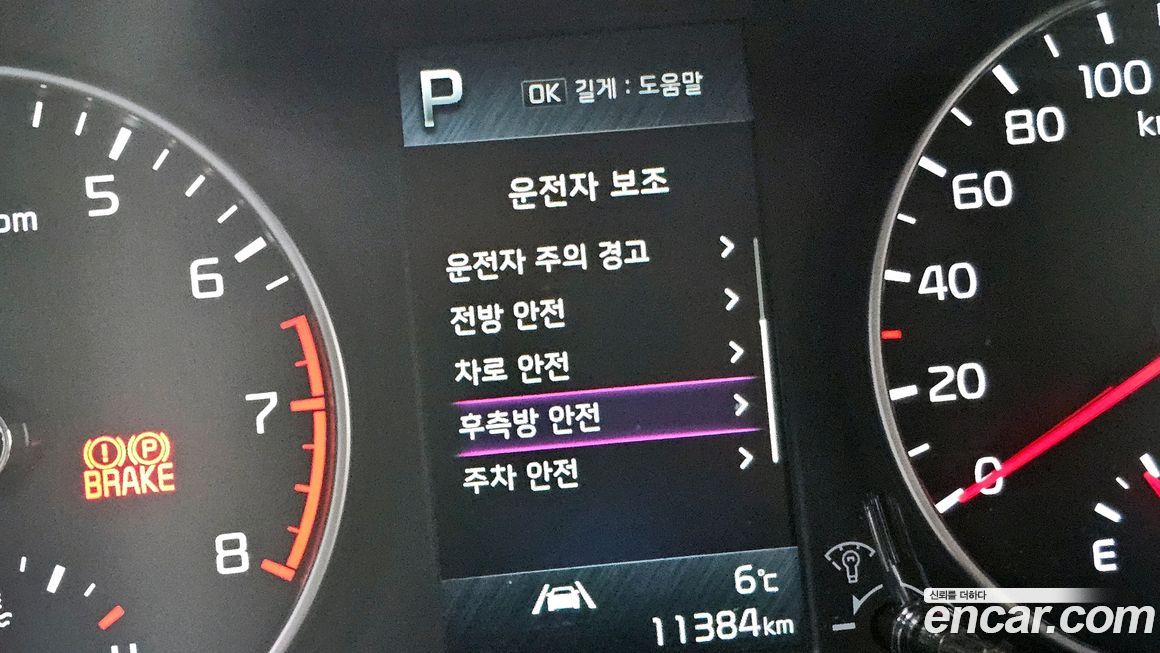 P
OK 길게 : 도움말
운전자 보조
운전자 주의 경고
전방 안전
차로 안전
후측방 안전
주차 안전
6℃
11384km
5
6
7
8
BRAKE
100
80
60
40
20
0
E
신뢰를 더하다
encar.com